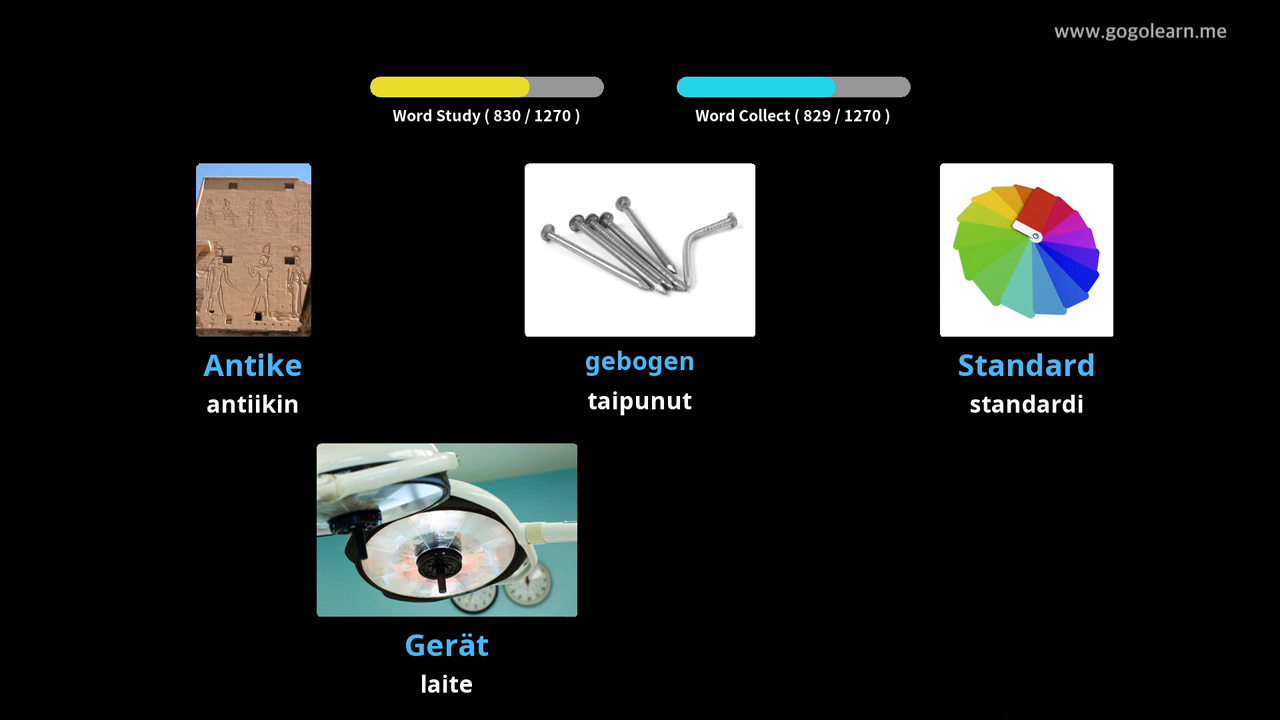 www.gogolearn.me
Word Study ( 830 / 1270 )
Word Collect ( 829 / 1270 )
Antike
antiikin
gebogen
taipunut
Standard
standardi
Gerät
laite